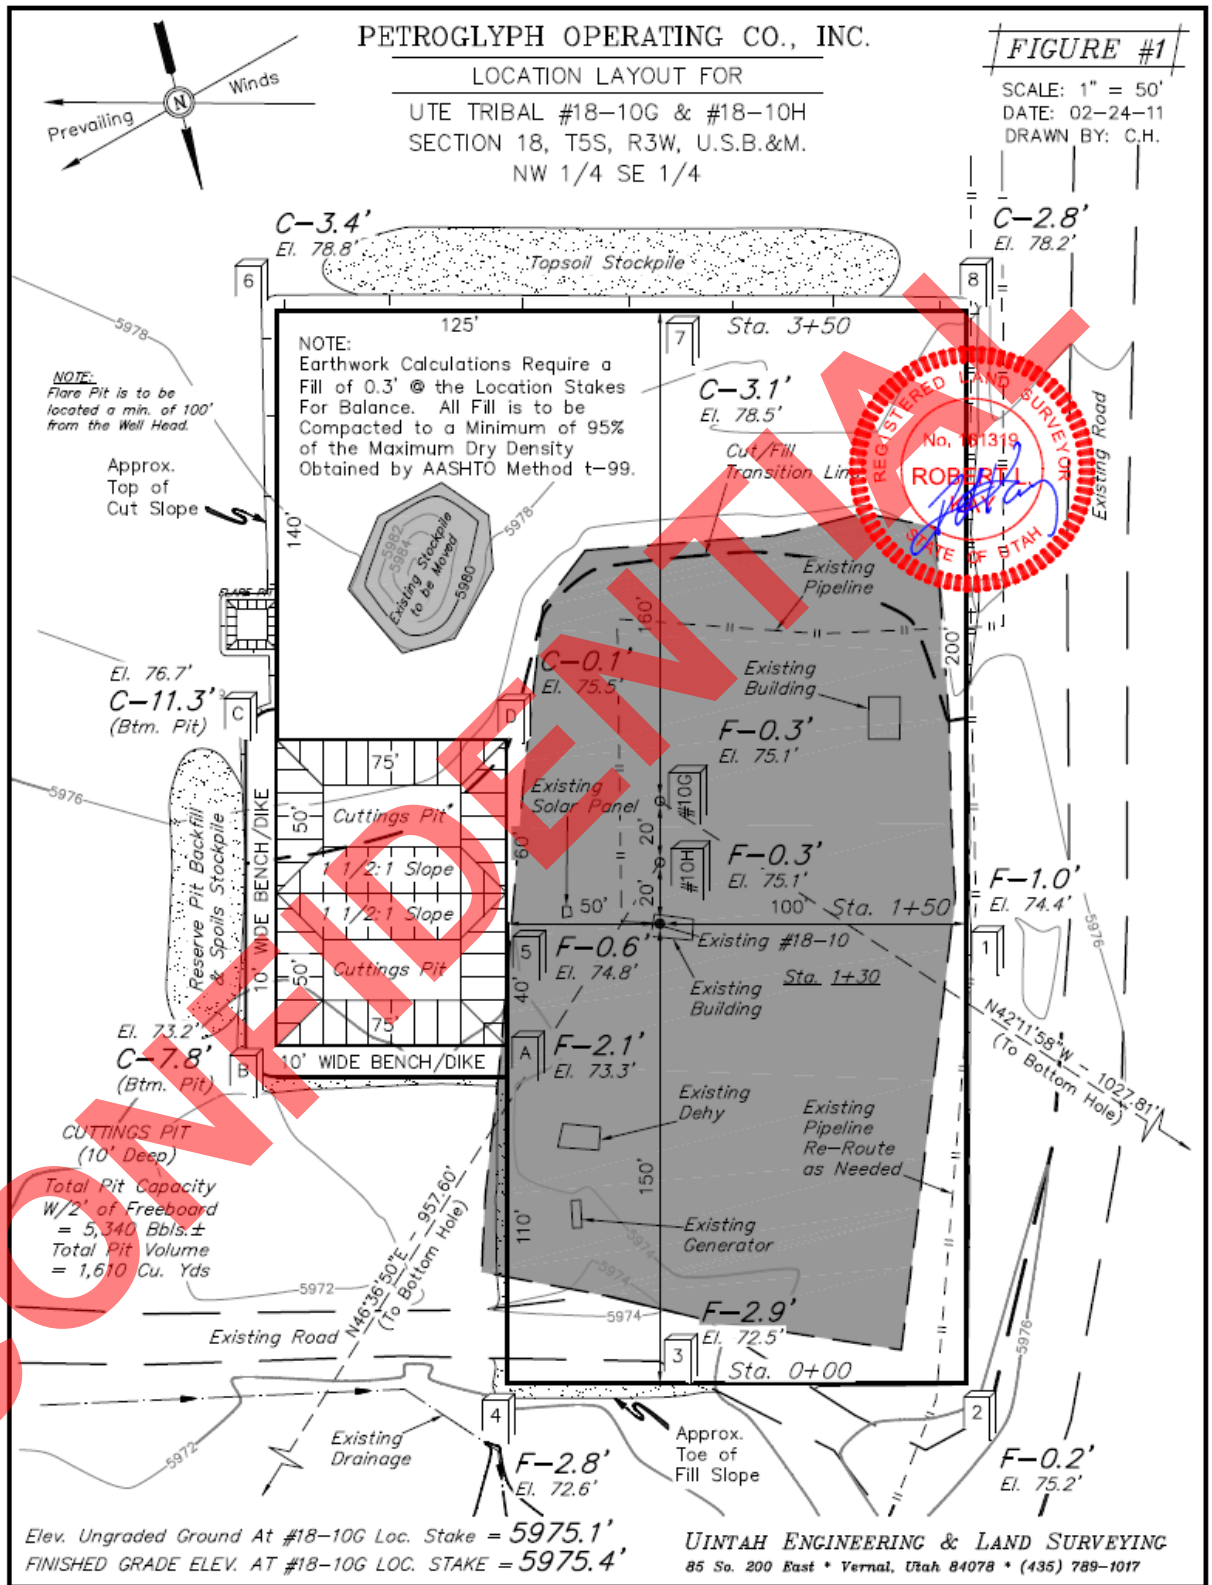 PETROGLYPH OPERATING CO., INC.
LOCATION LAYOUT FOR
UTE TRIBAL #18-10G & #18-10H
SECTION 18, T5S, R3W, U.S.B.&M.
NW 1/4 SE 1/4
FIGURE #1
SCALE: 1" = 50'
DATE: 02-24-11
DRAWN BY: C.H.
N
Winds
Prevailing
C-3.4'
El. 78.8'
Topsoil Stockpile
C-2.8'
El. 78.2'
6
8
125'
7
Sta. 3+50
5978
NOTE:
Earthwork Calculations Require a
Fill of 0.3' @ the Location Stakes
For Balance. All Fill is to be
Compacted to a Minimum of 95%
of the Maximum Dry Density
Obtained by AASHTO Method t-99.
NOTE:
Flare Pit is to be
located a min. of 100'
from the Well Head.
C-3.1'
El. 78.5'
Cut/Fill
Transition Line
REGISTERED LAND SURVEYOR
No. 161319
ROBERT L.
STATE OF UTAH
Existing Road
Approx.
Top of
Cut Slope
140'
5978
5982
5984
5980
Existing Stockpile
to be Moved
Existing
Pipeline
160'
200'
FLARE PIT
El. 76.7'
C-11.3'
(Btm. Pit)
C
C-0.1'
El. 75.5'
D
Existing
Building
F-0.3'
El. 75.1'
75'
Existing
Solar Panel
#10G
5976
Reserve Pit Backfill
& Spoils Stockpile
10' WIDE BENCH/DIKE
50'
Cuttings Pit
1 1/2:1 Slope
1 1/2:1 Slope
Cuttings Pit
50'
75'
60'
20'
#10H
20'
F-0.3'
El. 75.1'
50'
100'
Sta. 1+50
F-1.0'
El. 74.4'
5976
1
5
F-0.6'
El. 74.8'
Existing #18-10
Sta. 1+30
Existing
Building
40'
El. 73.2'
C-7.8'
(Btm. Pit)
B
10' WIDE BENCH/DIKE
A
F-2.1'
El. 73.3'
N42°11'58"W - 1027.81'
(To Bottom Hole)
Existing
Dehy
Existing
Pipeline
Re-Route
as Needed
CUTTINGS PIT
(10' Deep)
Total Pit Capacity
W/2' of Freeboard
= 5,340 Bbls.±
Total Pit Volume
= 1,610 Cu. Yds
150'
110'
Existing
Generator
N46°36'50"E - 957.60'
(To Bottom Hole)
5974
5974
5974
5972
Existing Road
F-2.9'
El. 72.5'
3
Sta. 0+00
5976
4
2
5972
Existing
Drainage
F-2.8'
El. 72.6'
Approx.
Toe of
Fill Slope
F-0.2'
El. 75.2'
Elev. Ungraded Ground At #18-10G Loc. Stake = 5975.1'
FINISHED GRADE ELEV. AT #18-10G LOC. STAKE = 5975.4'
UINTAH ENGINEERING & LAND SURVEYING
85 So. 200 East * Vernal, Utah 84078 * (435) 789-1017
CONFIDENTIAL